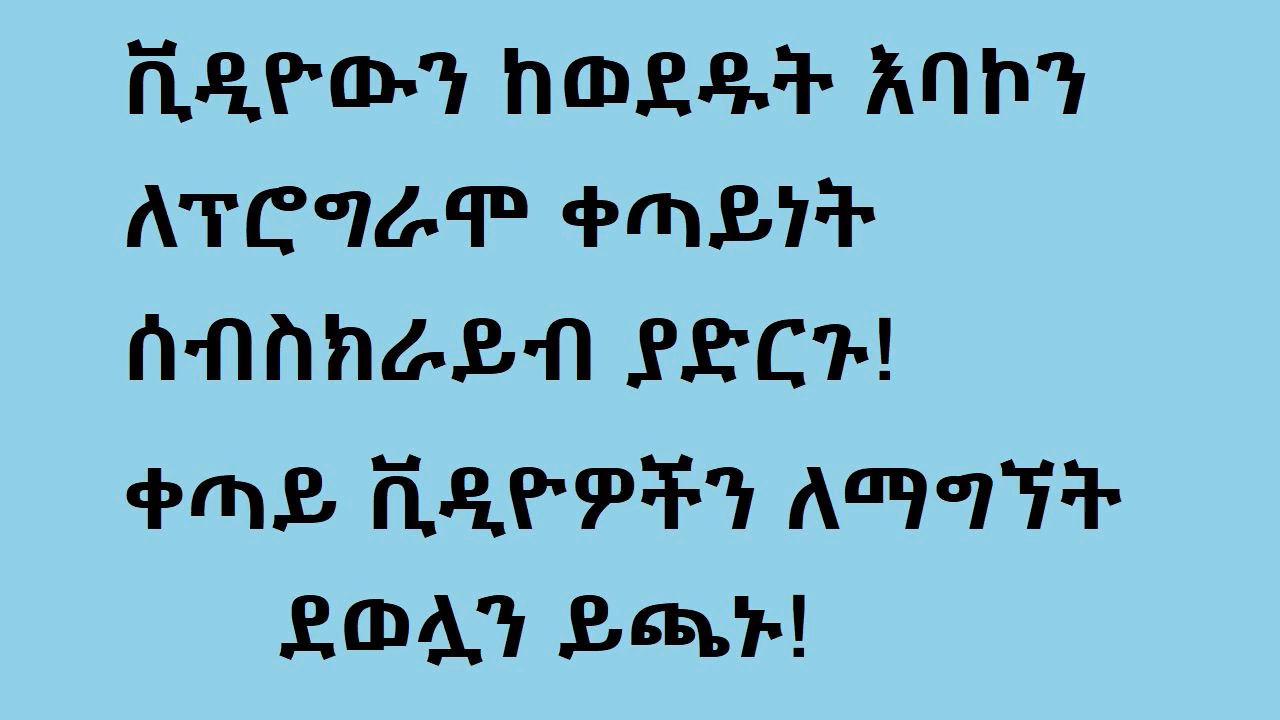 ቪዲዮውን ከወደዱት እባኮን
ለፕሮግራሞ ቀጣይነት
ሰብስክራይብ ያድርጉ!
ቀጣይ ቪዲዮዎችን ለማግኘት
ደወሏን ይጫኑ!